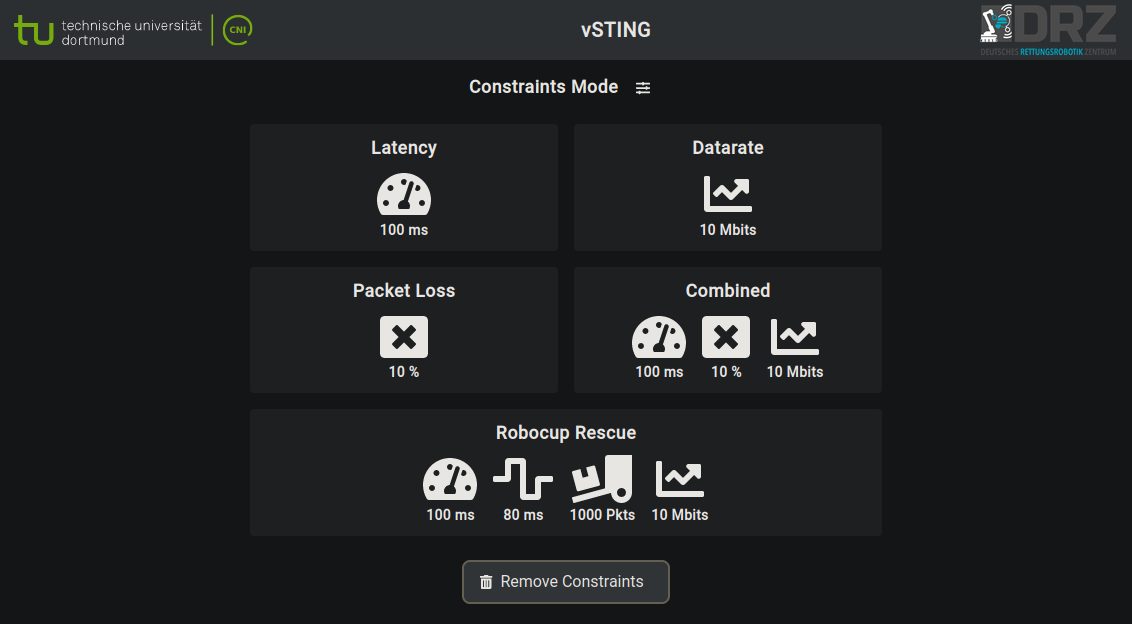 technische universität
dortmund
CNI
vSTING
DRZ
DEUTSCHES RETTUNGSROBOTIK ZENTRUM
Constraints Mode
Latency
100 ms
Datarate
10 Mbits
Packet Loss
10 %
Combined
100 ms 10 % 10 Mbits
Robocup Rescue
100 ms 80 ms 1000 Pkts 10 Mbits
Remove Constraints